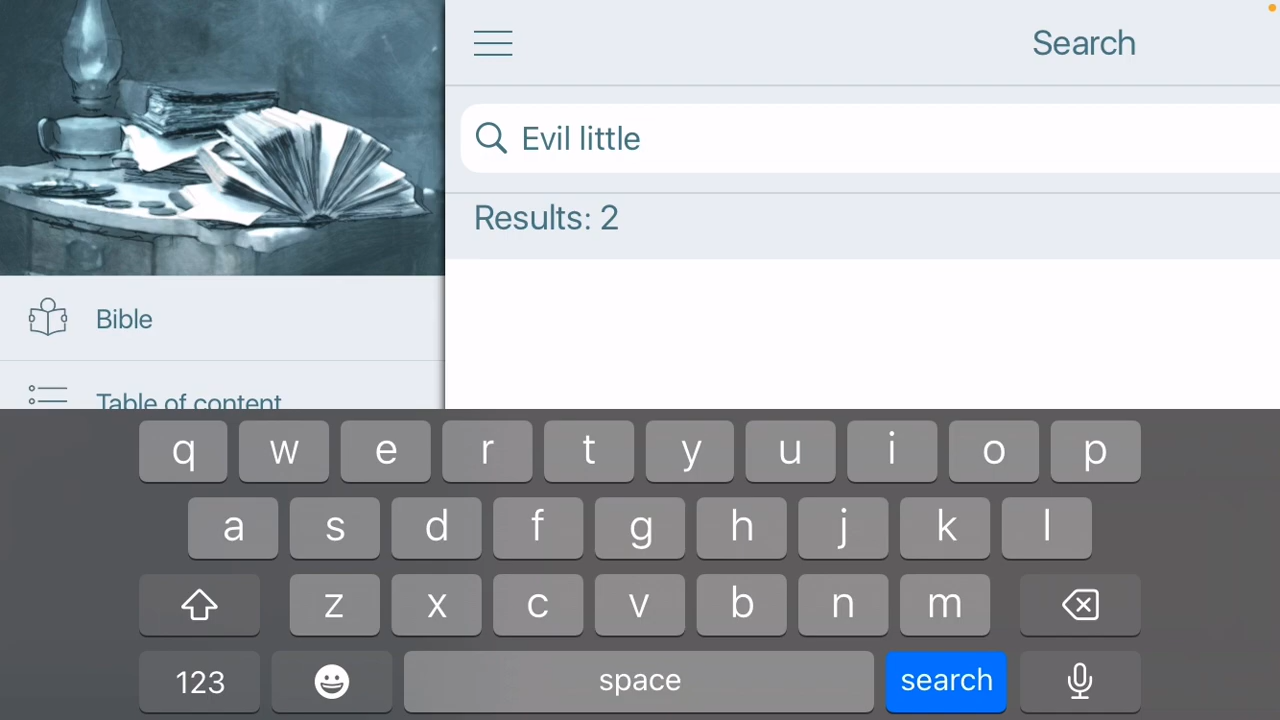 Search
Evil little
Results: 2
Bible
Table of content
q w e r t y u i o p
a s d f g h j k l
z x c v b n m
123 space search